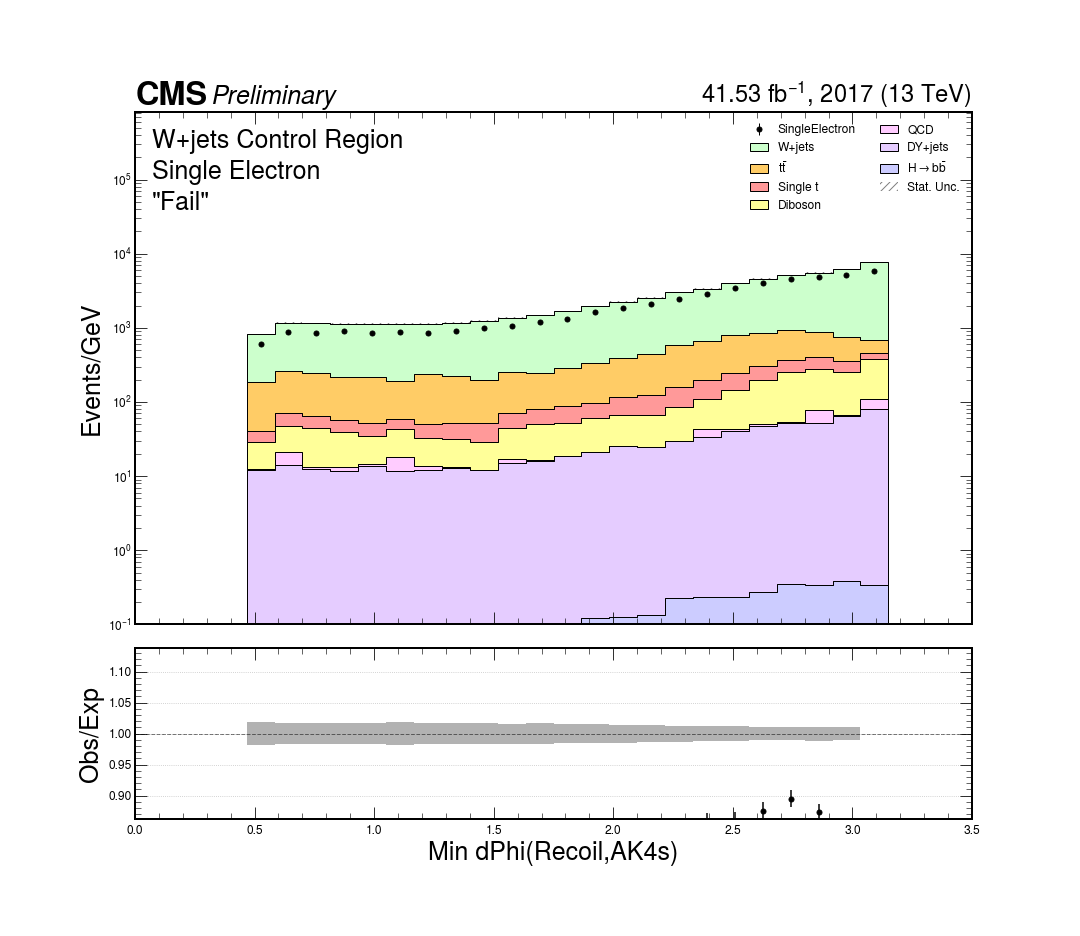 CMS Preliminary
41.53 fb⁻¹, 2017 (13 TeV)
W+jets Control Region
Single Electron
"Fail"
SingleElectron
W+jets
tt̄
Single t
Diboson
QCD
DY+jets
H→bb̄
Stat. Unc.
Events/GeV
10⁵
10⁴
10³
10²
10¹
10⁰
10⁻¹
Obs/Exp
1.10
1.05
1.00
0.95
0.90
0.0 0.5 1.0 1.5 2.0 2.5 3.0 3.5
Min dPhi(Recoil,AK4s)